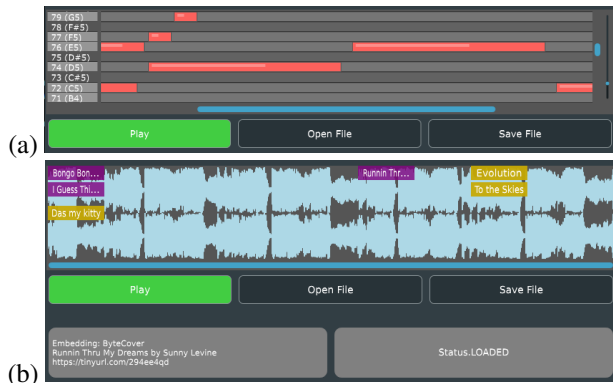 79 (G5)
78 (F#5)
77 (F5)
76 (E5)
75 (D#5)
74 (D5)
73 (C#5)
72 (C5)
71 (B4)
Play Open File Save File
(a)
Bongo Bon... Runnin Thr... Evolution
I Guess Thi... To the Skies
Das my kitty
Play Open File Save File
Embedding: ByteCover
Runnin Thru My Dreams by Sunny Levine
https://tinyurl.com/294ee4qd
Status.LOADED
(b)